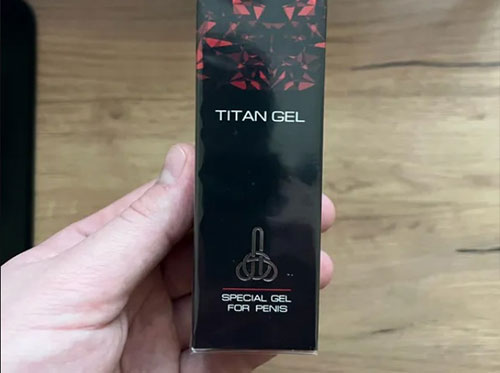 TITAN GEL
SPECIAL GEL
FOR PENIS